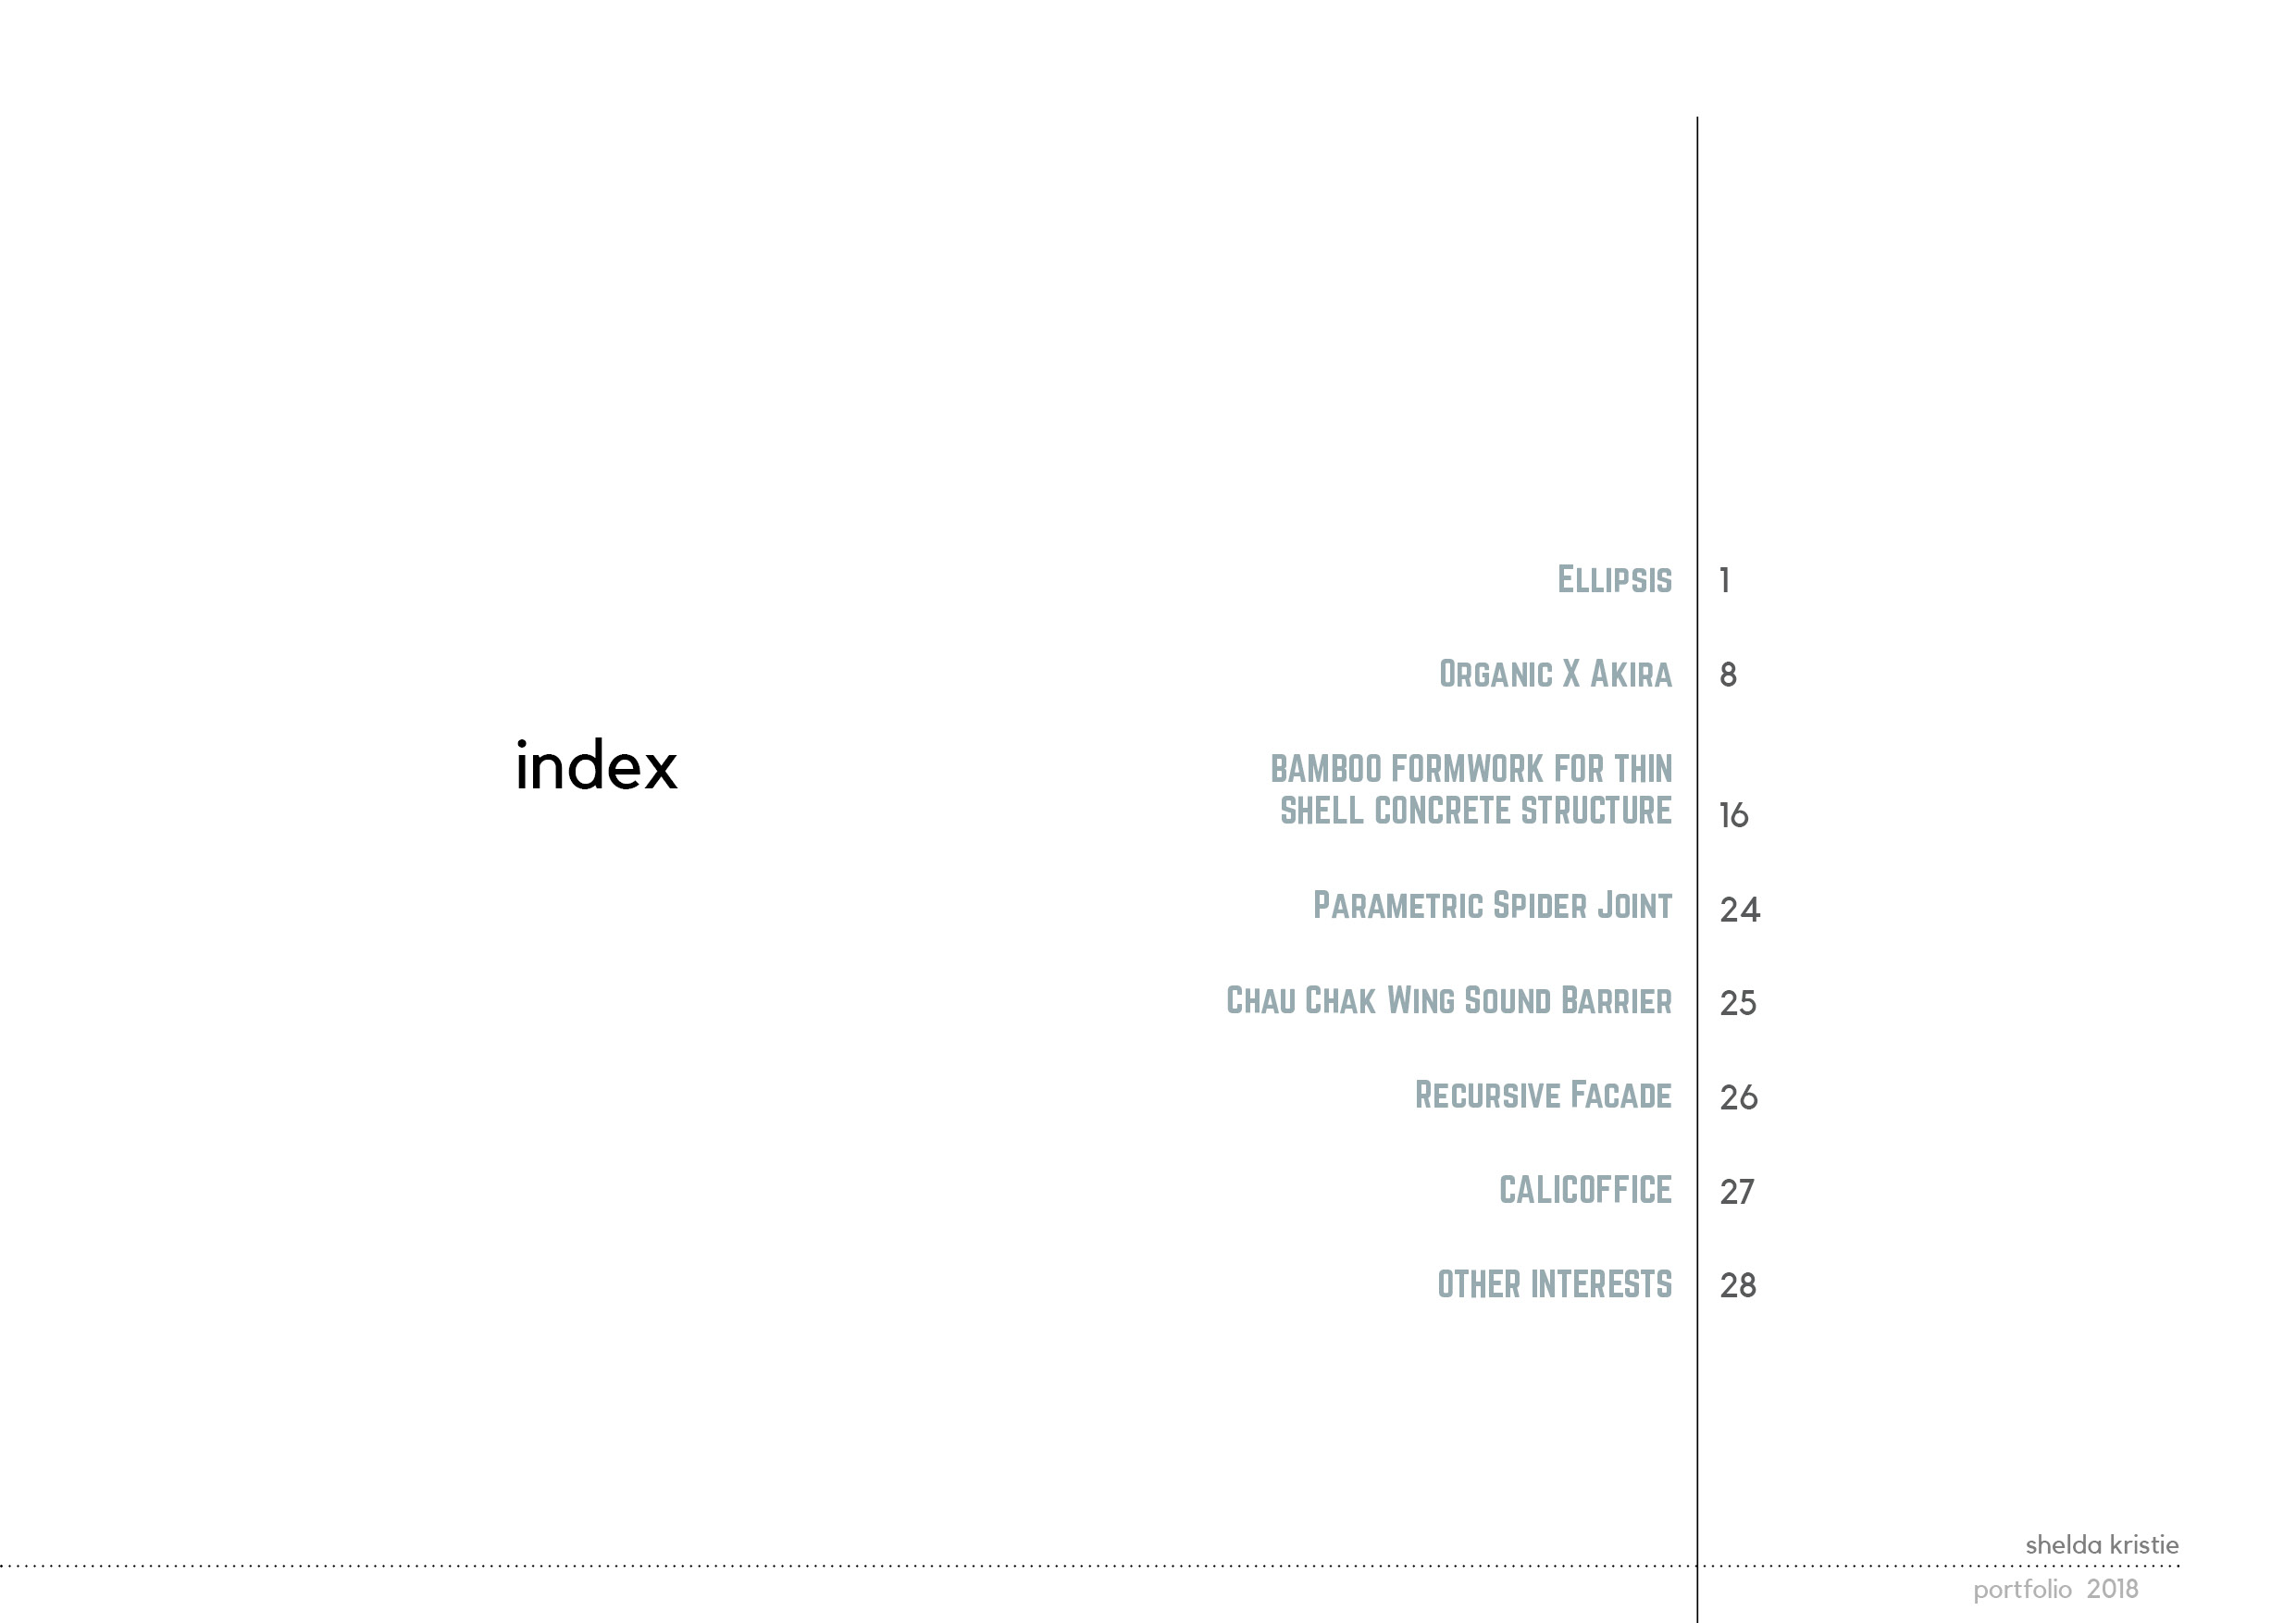 index
Ellipsis 1
Organic X Akira 8
BAMBOO FORMWORK FOR THIN
SHELL CONCRETE STRUCTURE 16
Parametric Spider Joint 24
Chau Chak Wing Sound Barrier 25
Recursive Facade 26
CALICOFFICE 27
OTHER INTERESTS 28
shelda kristie
portfolio 2018